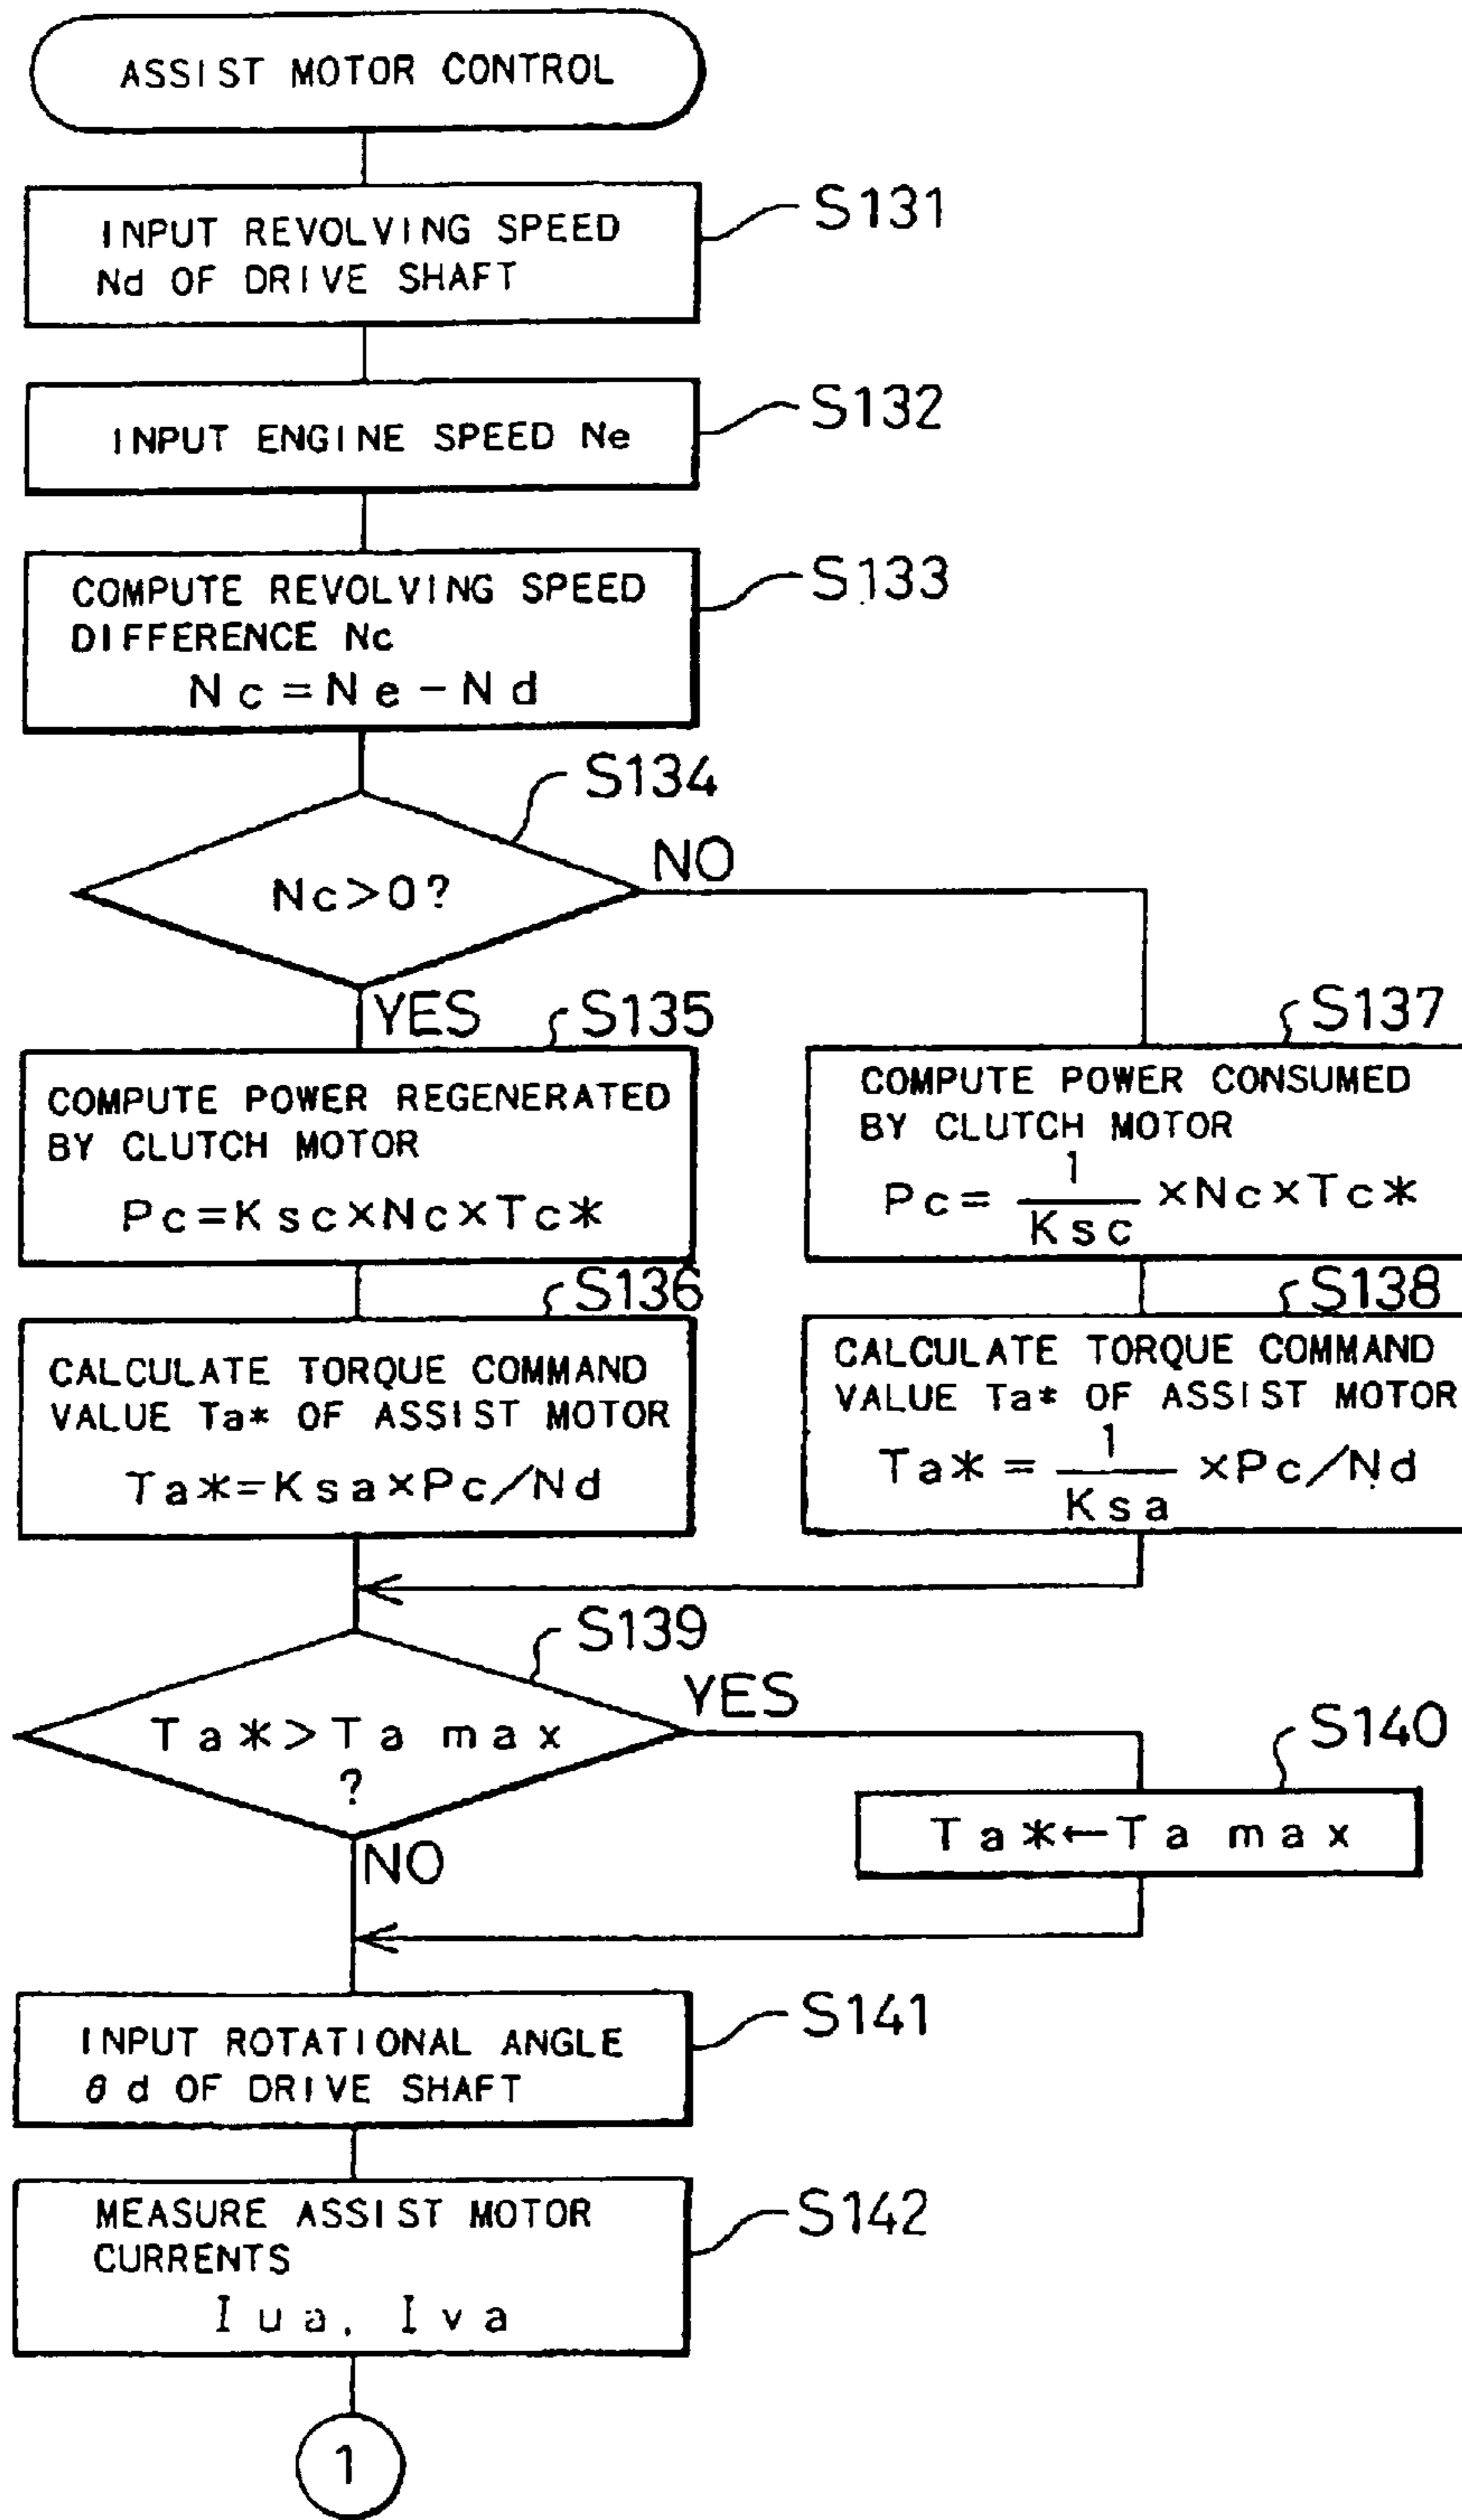 ASSIST MOTOR CONTROL
INPUT REVOLVING SPEED
Nd OF DRIVE SHAFT
S131
INPUT ENGINE SPEED Ne
S132
COMPUTE REVOLVING SPEED
DIFFERENCE Nc
Nc=Ne-Nd
S133
S134
Nc>0?
NO
YES
S135
COMPUTE POWER REGENERATED
BY CLUTCH MOTOR
Pc=Ksc×Nc×Tc*
S137
COMPUTE POWER CONSUMED
BY CLUTCH MOTOR
Pc= 1/Ksc ×Nc×Tc*
S136
CALCULATE TORQUE COMMAND
VALUE Ta* OF ASSIST MOTOR
Ta*=Ksa×Pc/Nd
S138
CALCULATE TORQUE COMMAND
VALUE Ta* OF ASSIST MOTOR
Ta*= 1/Ksa ×Pc/Nd
S139
Ta*>Ta max
?
YES
NO
S140
Ta*←Ta max
INPUT ROTATIONAL ANGLE
θd OF DRIVE SHAFT
S141
MEASURE ASSIST MOTOR
CURRENTS
Iua, Iva
S142
1